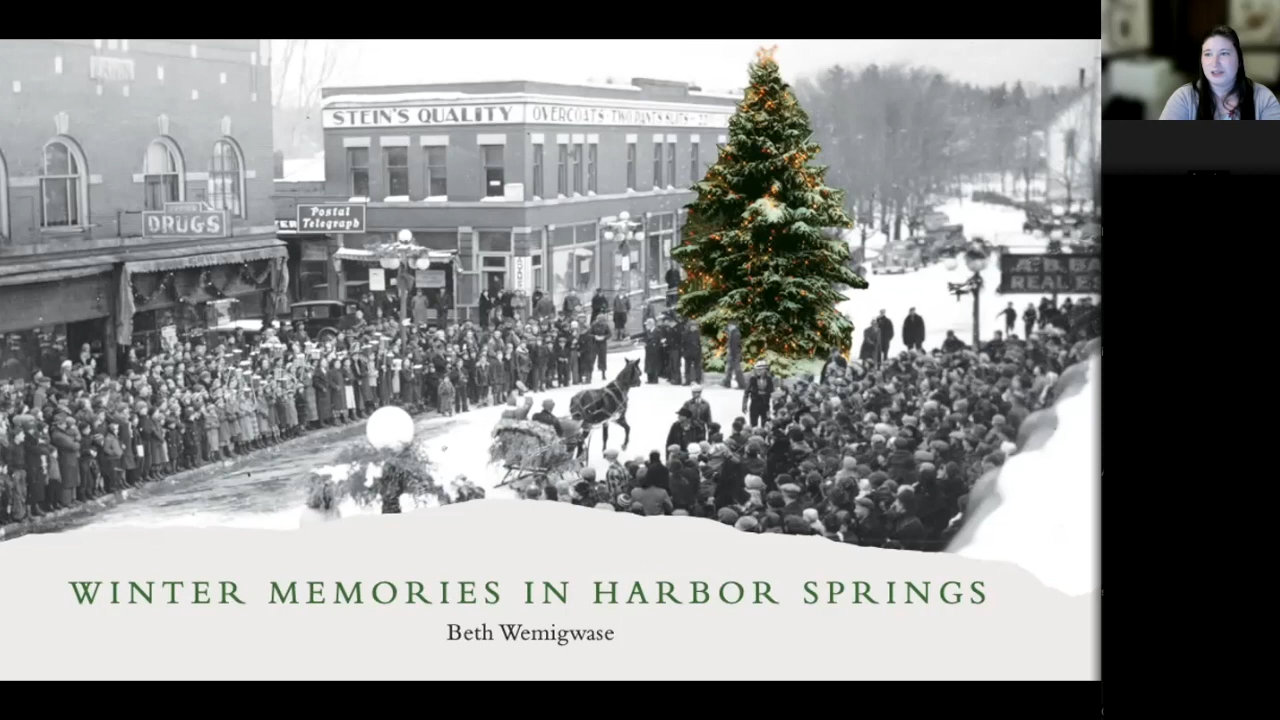 STEIN'S QUALITY
OVERCOATS-TWO PANTS SUITS-
DRUGS
Postal
Telegraph
REAL ES
WINTER MEMORIES IN HARBOR SPRINGS
Beth Wemigwase